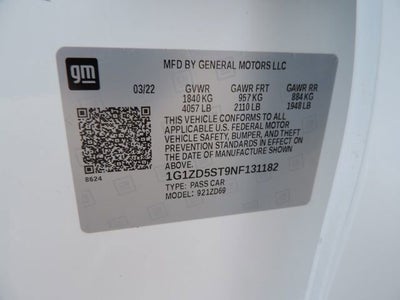 gm
MFD BY GENERAL MOTORS LLC
03/22 GVWR GAWR FRT GAWR RR
1840 KG 957 KG 884 KG
4057 LB 2110 LB 1948 LB
THIS VEHICLE CONFORMS TO ALL
APPLICABLE U.S. FEDERAL MOTOR
VEHICLE SAFETY, BUMPER, AND THEFT
PREVENTION STANDARDS IN EFFECT ON
THE DATE OF MANUFACTURE SHOWN ABOVE.
8624 1G1ZD5ST9NF131182
TYPE: PASS CAR
MODEL: 921ZD69